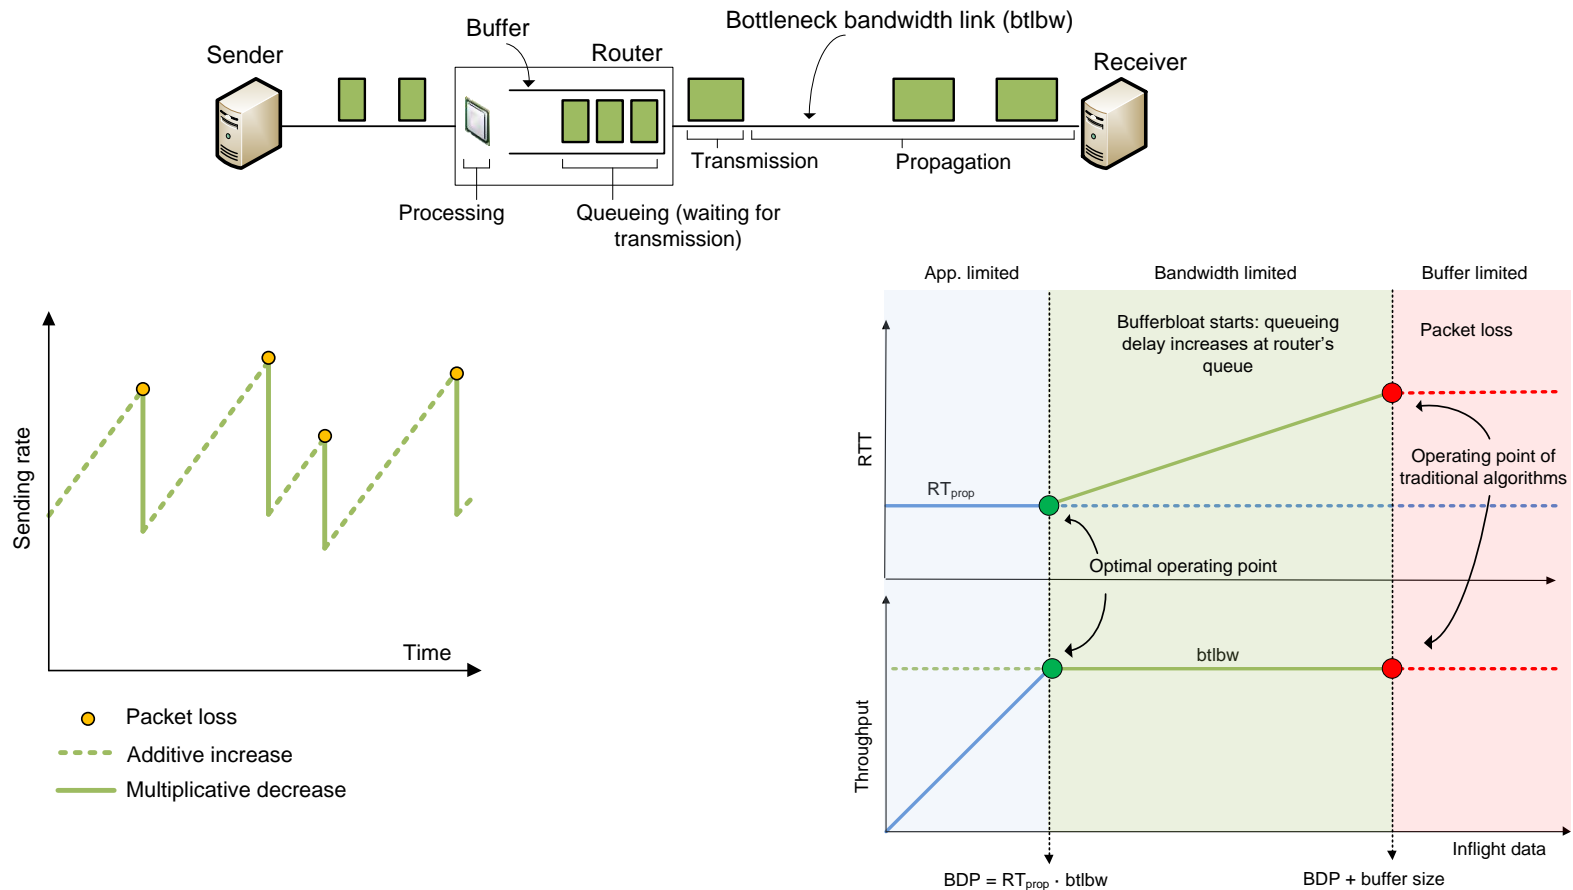 Bottleneck bandwidth link (btlbw)
Buffer
Sender
Router
Receiver
Transmission
Propagation
Processing
Queueing (waiting for
transmission)
Sending rate
Time
Packet loss
Additive increase
Multiplicative decrease
App. limited
Bandwidth limited
Buffer limited
Bufferbloat starts: queueing
delay increases at router's
queue
Packet loss
RTT
RTprop
Operating point of
traditional algorithms
Optimal operating point
btlbw
Throughput
Inflight data
BDP = RTprop · btlbw
BDP + buffer size